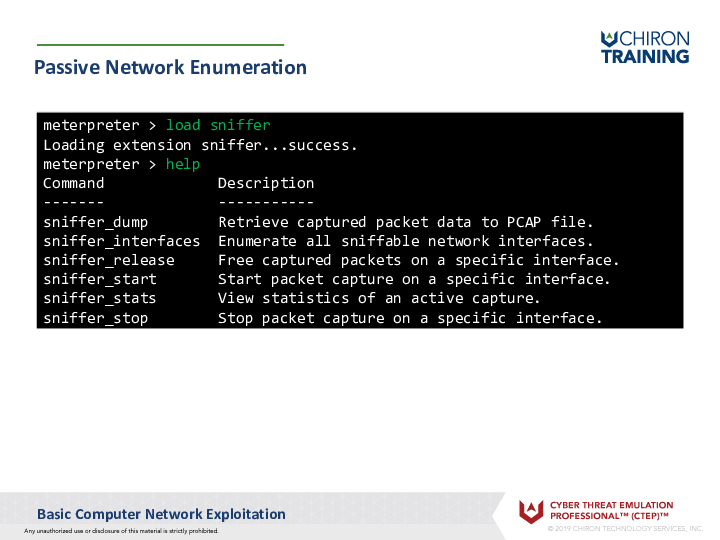 CHIRON
TRAINING
Passive Network Enumeration
meterpreter > load sniffer
Loading extension sniffer...success.
meterpreter > help
Command Description
------- -----------
sniffer_dump Retrieve captured packet data to PCAP file.
sniffer_interfaces Enumerate all sniffable network interfaces.
sniffer_release Free captured packets on a specific interface.
sniffer_start Start packet capture on a specific interface.
sniffer_stats View statistics of an active capture.
sniffer_stop Stop packet capture on a specific interface.
Basic Computer Network Exploitation
CYBER THREAT EMULATION
PROFESSIONAL™ (CTEP)™
Any unauthorized use or disclosure of this material is strictly prohibited.
© 2019 CHIRON TECHNOLOGY SERVICES, INC.